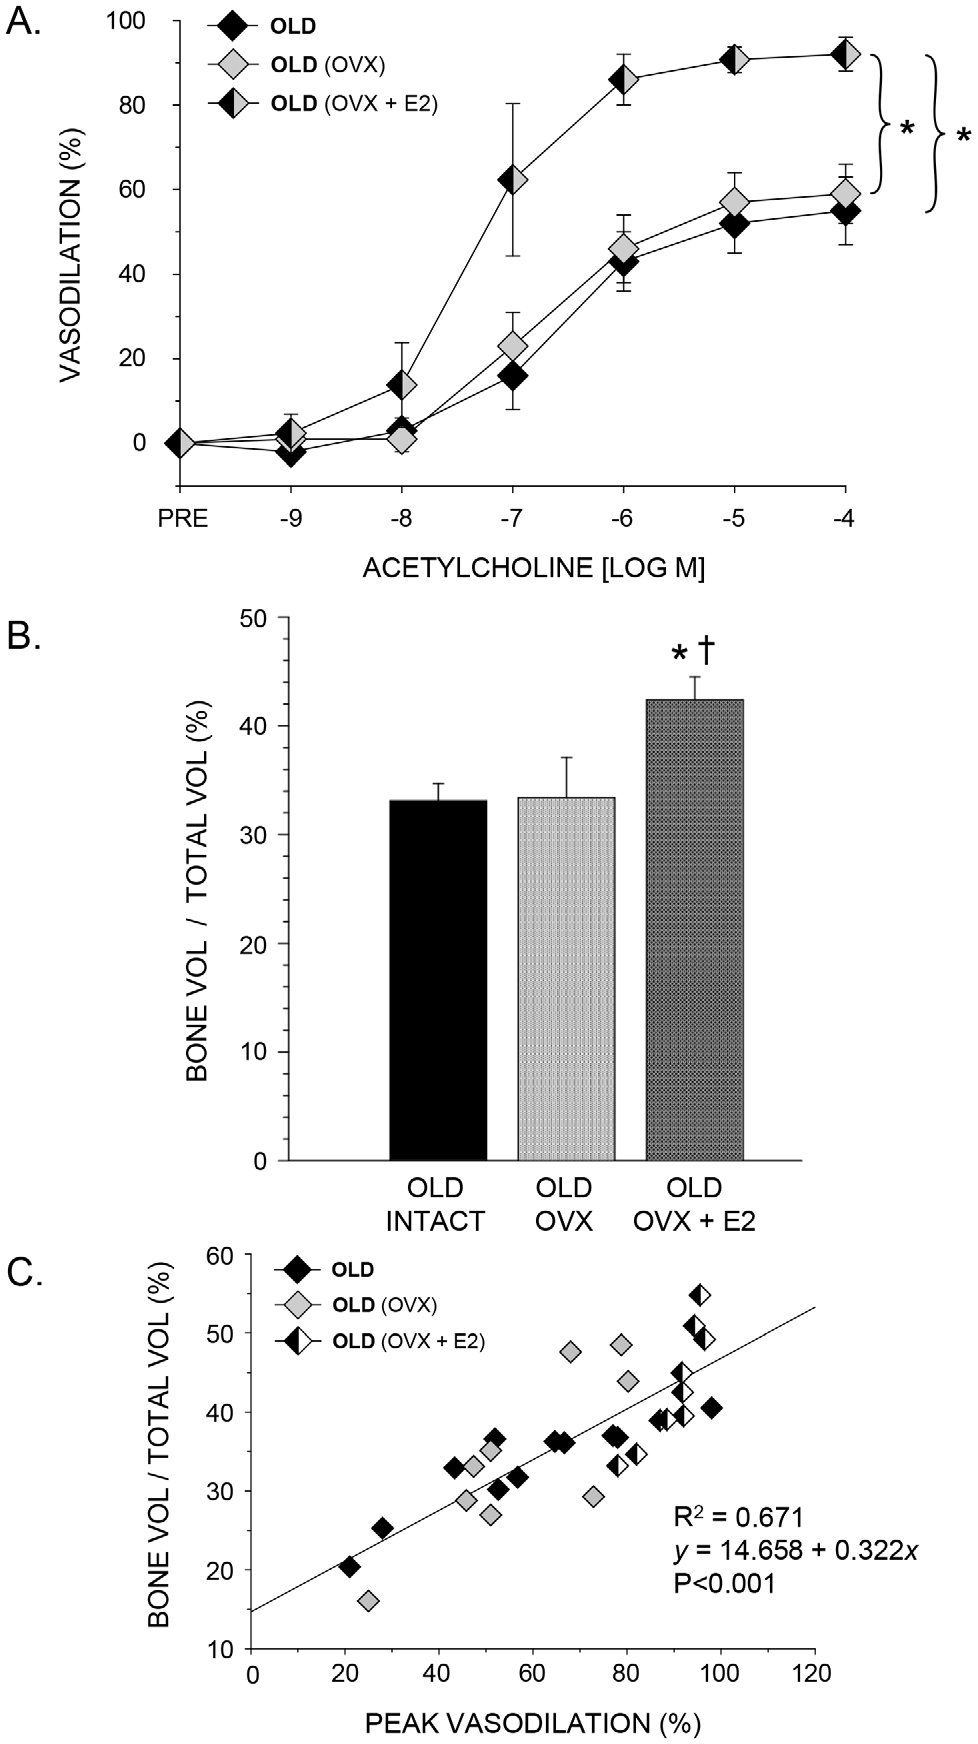 A.
100
80
60
40
20
0
VASODILATION (%)
OLD
OLD (OVX)
OLD (OVX + E2)
*
*
PRE -9 -8 -7 -6 -5 -4
ACETYLCHOLINE [LOG M]
B.
50
40
30
20
10
0
BONE VOL / TOTAL VOL (%)
* †
OLD INTACT
OLD OVX
OLD OVX + E2
C.
60
50
40
30
20
10
BONE VOL / TOTAL VOL (%)
OLD
OLD (OVX)
OLD (OVX + E2)
R² = 0.671
y = 14.658 + 0.322x
P<0.001
0 20 40 60 80 100 120
PEAK VASODILATION (%)